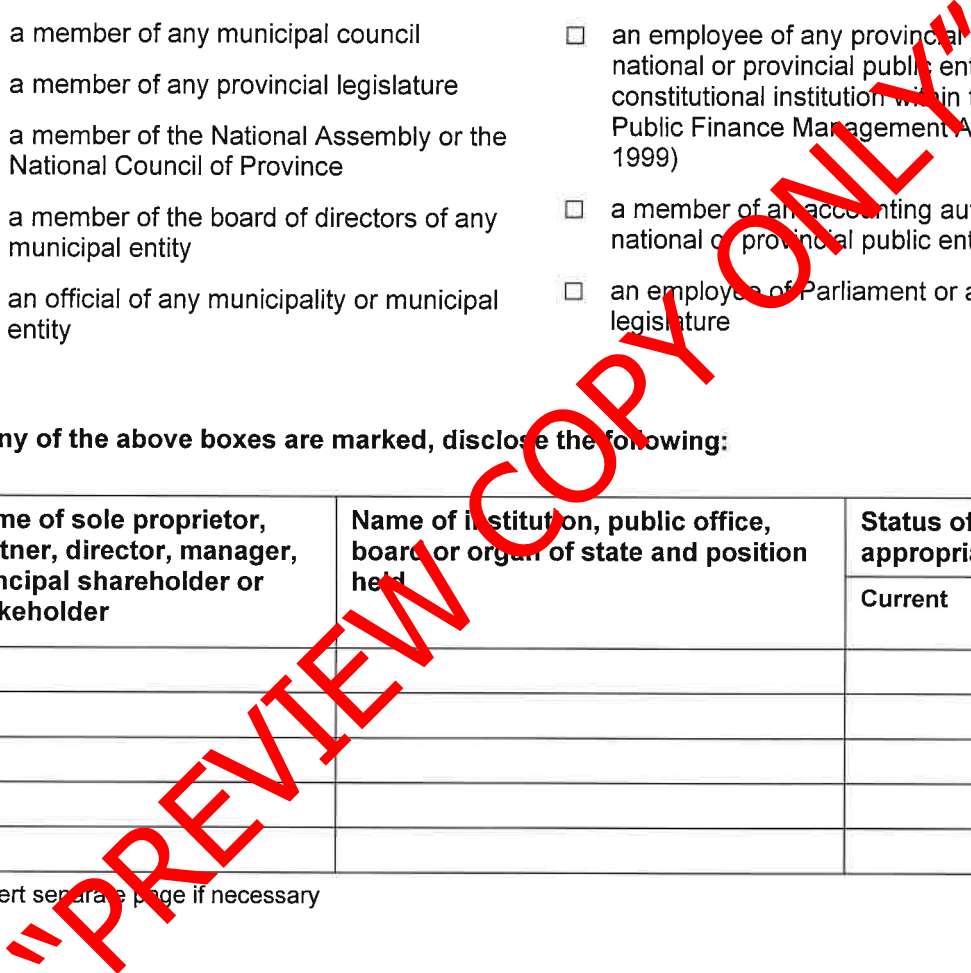 a member of any municipal council
a member of any provincial legislature
a member of the National Assembly or the
National Council of Province
a member of the board of directors of any
municipal entity
an official of any municipality or municipal
entity
☐ an employee of any provincial
national or provincial public ent
constitutional institution within t
Public Finance Management A
1999)
☐ a member of an accounting aut
national or provincial public ent
☐ an employee of Parliament or a
legislature
ny of the above boxes are marked, disclose the following:
me of sole proprietor,
tner, director, manager,
ncipal shareholder or
keholder
Name of institution, public office,
board or organ of state and position
held
Status of
appropria
Current
ert separate page if necessary
"PREVIEW COPY ONLY"